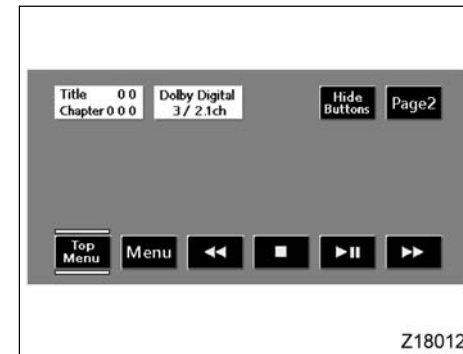 Title 0 0
Chapter 0 0 0
Dolby Digital
3 / 2.1ch
Hide
Buttons
Page2
Top
Menu
Menu
Z18012